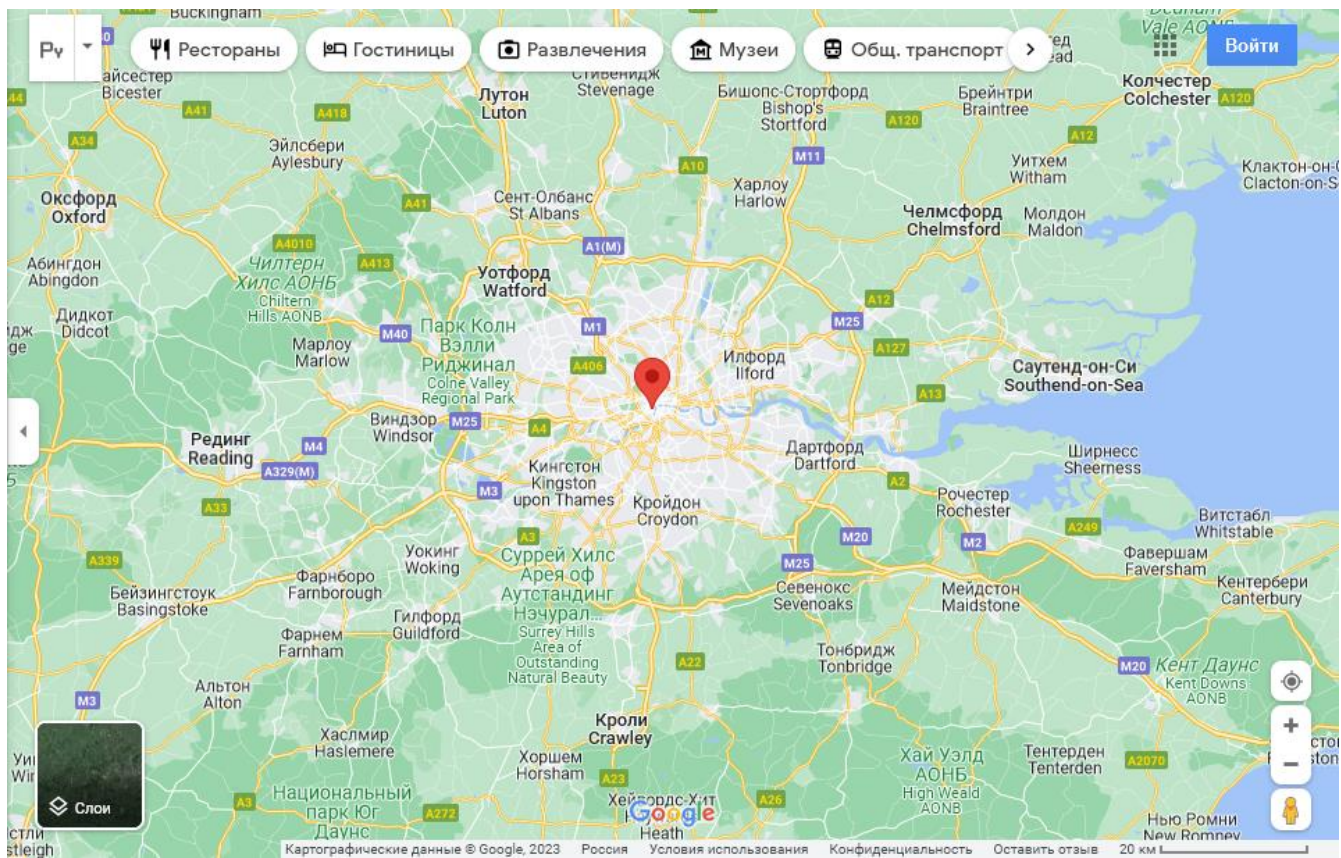 Buckingham
Рестораны
Гостиницы
Развлечения
Музеи
Общ. транспорт
Войти
Vale AONB
Bicester
A41
A418
Лутон
Luton
Стивенидж
Stevenage
Бишопс-Стортфорд
Bishop's
Stortford
Брейнтри
Braintree
A120
Колчестер
Colchester
A120
A34
Эйлсбери
Aylesbury
A10
M11
A12
Уитхем
Witham
Clacton-on-S
Оксфорд
Oxford
A41
Сент-Олбанс
St Albans
Харлоу
Harlow
Челмсфорд
Chelmsford
Молдон
Maldon
A4010
A413
A1(M)
Абингдон
Abingdon
Чилтерн
Хилс АОНБ
Chiltern
Hills AONB
Уотфорд
Watford
A12
Дидкот
Didcot
Марлоу
Marlow
M40
Парк Колн
Вэлли
Риджинал
Colne Valley
Regional Park
M1
A406
M25
A127
Илфорд
Ilford
Саутенд-он-Си
Southend-on-Sea
A13
Виндзор
Windsor
M25
A4
Рединг
Reading
M4
A329(M)
Дартфорд
Dartford
Ширнесс
Sheerness
M3
Кингстон
Kingston
upon Thames
Кройдон
Croydon
A2
Рочестер
Rochester
A33
A3
M20
M2
A249
Витстабл
Whitstable
A339
Уокинг
Woking
Суррей Хилс
Арея оф
Аутстандинг
Нэчурал...
Surrey Hills
Area of
Outstanding
Natural Beauty
M25
Фавершам
Faversham
Бейзингстоук
Basingstoke
Фарнборо
Farnborough
Севенокс
Sevenoaks
Мейдстон
Maidstone
Кентербери
Canterbury
Гилфорд
Guildford
Фарнем
Farnham
Тонбридж
Tonbridge
A22
M20
Кент Даунс
Kent Downs
AONB
M3
Альтон
Alton
Кроли
Crawley
Хаслмир
Haslemere
Хоршем
Horsham
Хай Уэлд
АОНБ
High Weald
AONB
Тентерден
Tenterden
A2070
A23
A3
Национальный
парк Юг
Даунс
A272
Хейуордс-Хит
Heath
Google
A26
Нью Ромни
New Romney
Слои
Картографические данные © Google, 2023 Россия Условия использования Конфиденциальность Оставить отзыв 20 км